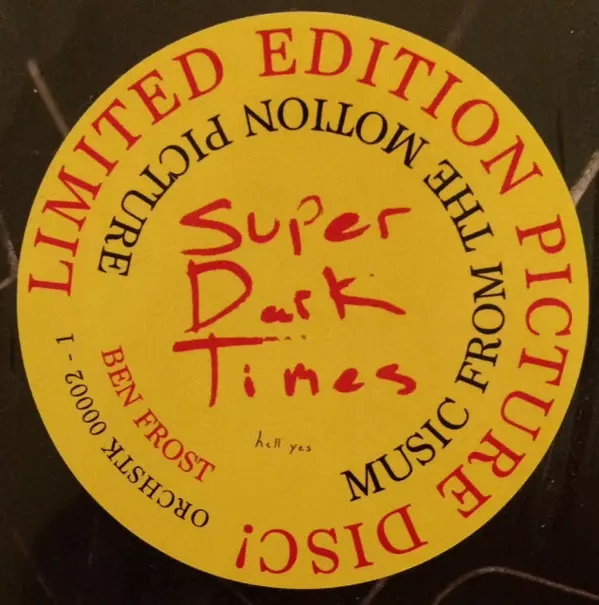 LIMITED EDITION PICTURE DISC!
MUSIC FROM THE MOTION PICTURE
Super
Dark
Times
hell yes
BEN FROST
ORCHSTK 00002 - 1